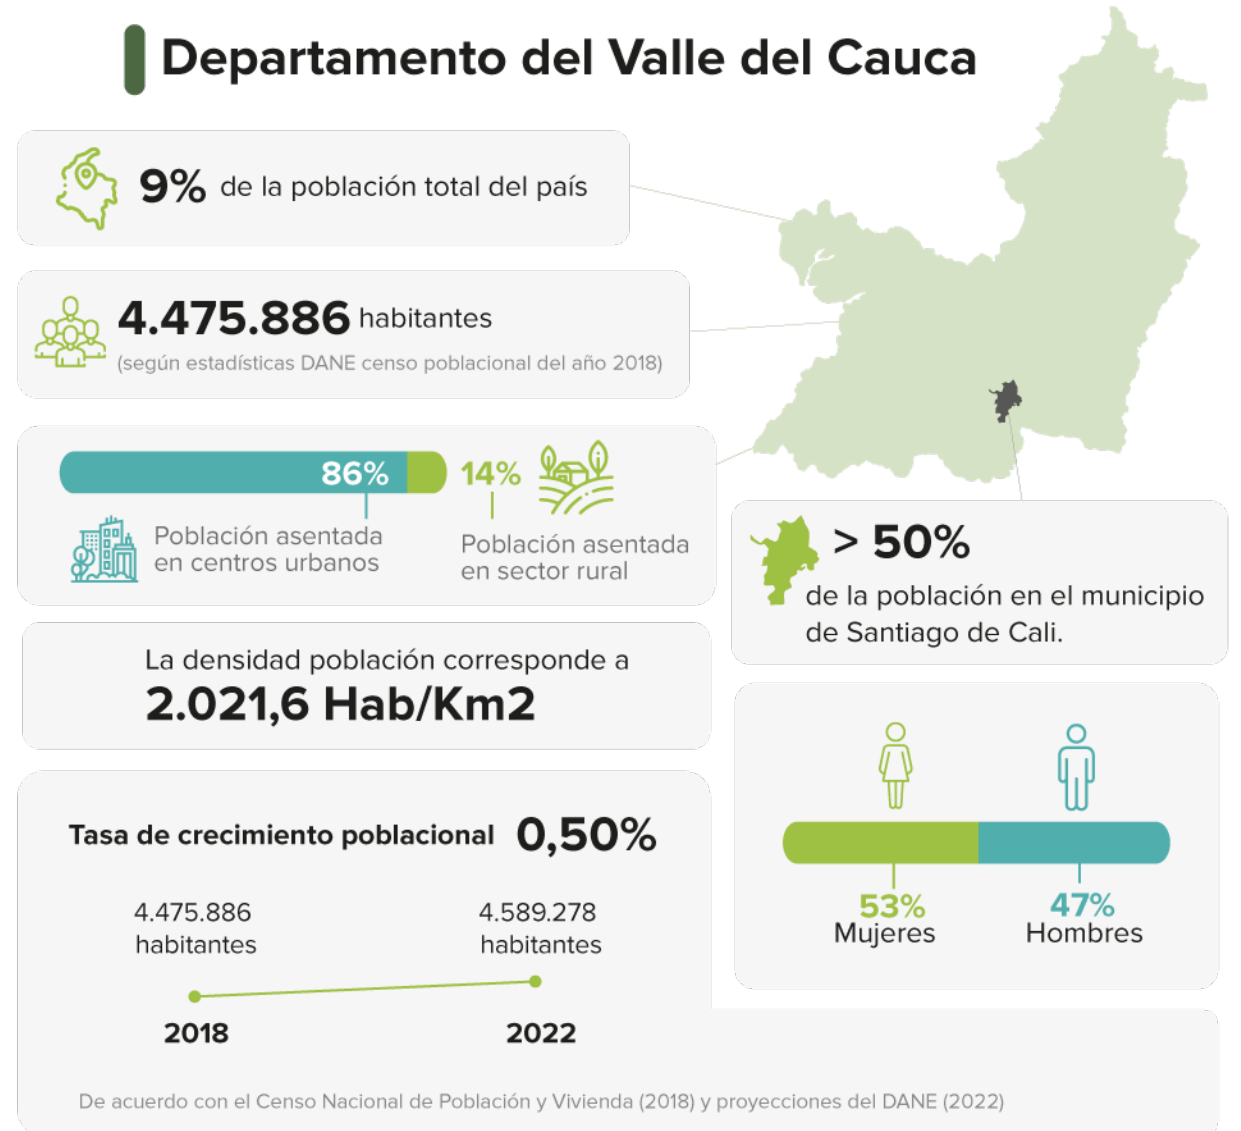 Departamento del Valle del Cauca
9% de la población total del país
4.475.886 habitantes
(según estadísticas DANE censo poblacional del año 2018)
86%
14%
Población asentada
en centros urbanos
Población asentada
en sector rural
> 50%
de la población en el municipio
de Santiago de Cali.
La densidad población corresponde a
2.021,6 Hab/Km2
53%
Mujeres
47%
Hombres
Tasa de crecimiento poblacional 0,50%
4.475.886
habitantes
4.589.278
habitantes
2018
2022
De acuerdo con el Censo Nacional de Población y Vivienda (2018) y proyecciones del DANE (2022)